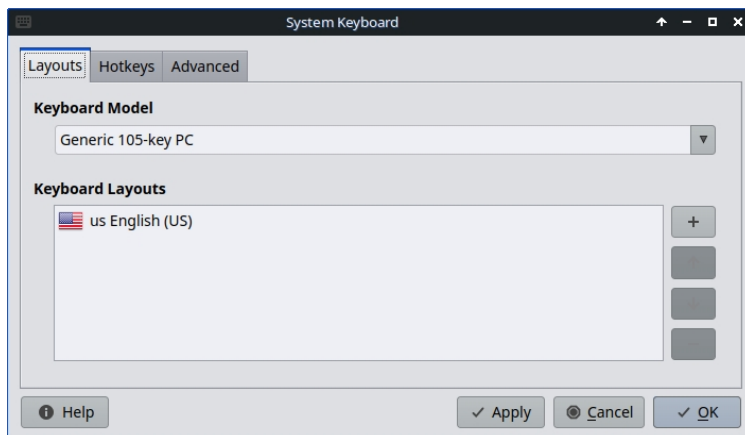 System Keyboard
Layouts Hotkeys Advanced
Keyboard Model
Generic 105-key PC
Keyboard Layouts
us English (US)
Help Apply Cancel OK